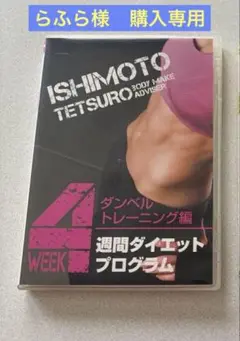 らふら様　購入専用
ISHIMOTO
TETSURO
BODY MAKE
ADVISER
ダンベル
トレーニング編
4
WEEK
週間ダイエット
プログラム